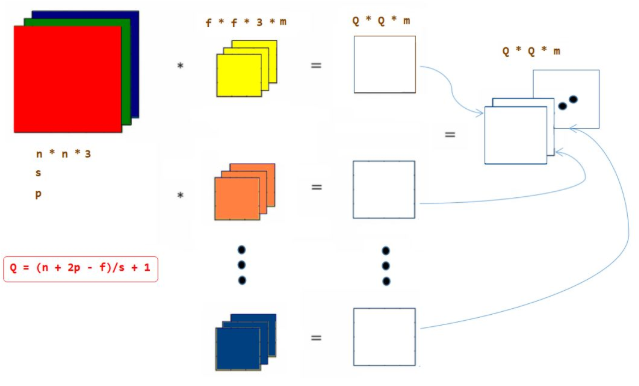 f * f * 3 * m
Q * Q * m
Q * Q * m
*
=
=
n * n * 3
s
p
*
=
Q = (n + 2p - f)/s + 1
=